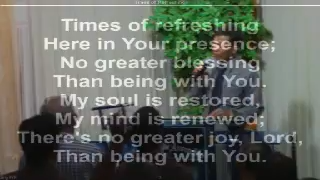 Times of refreshing
Here in Your presence;
No greater blessing
Than being with You.
My soul is restored,
My mind is renewed;
There's no greater joy, Lord,
Than being with You.